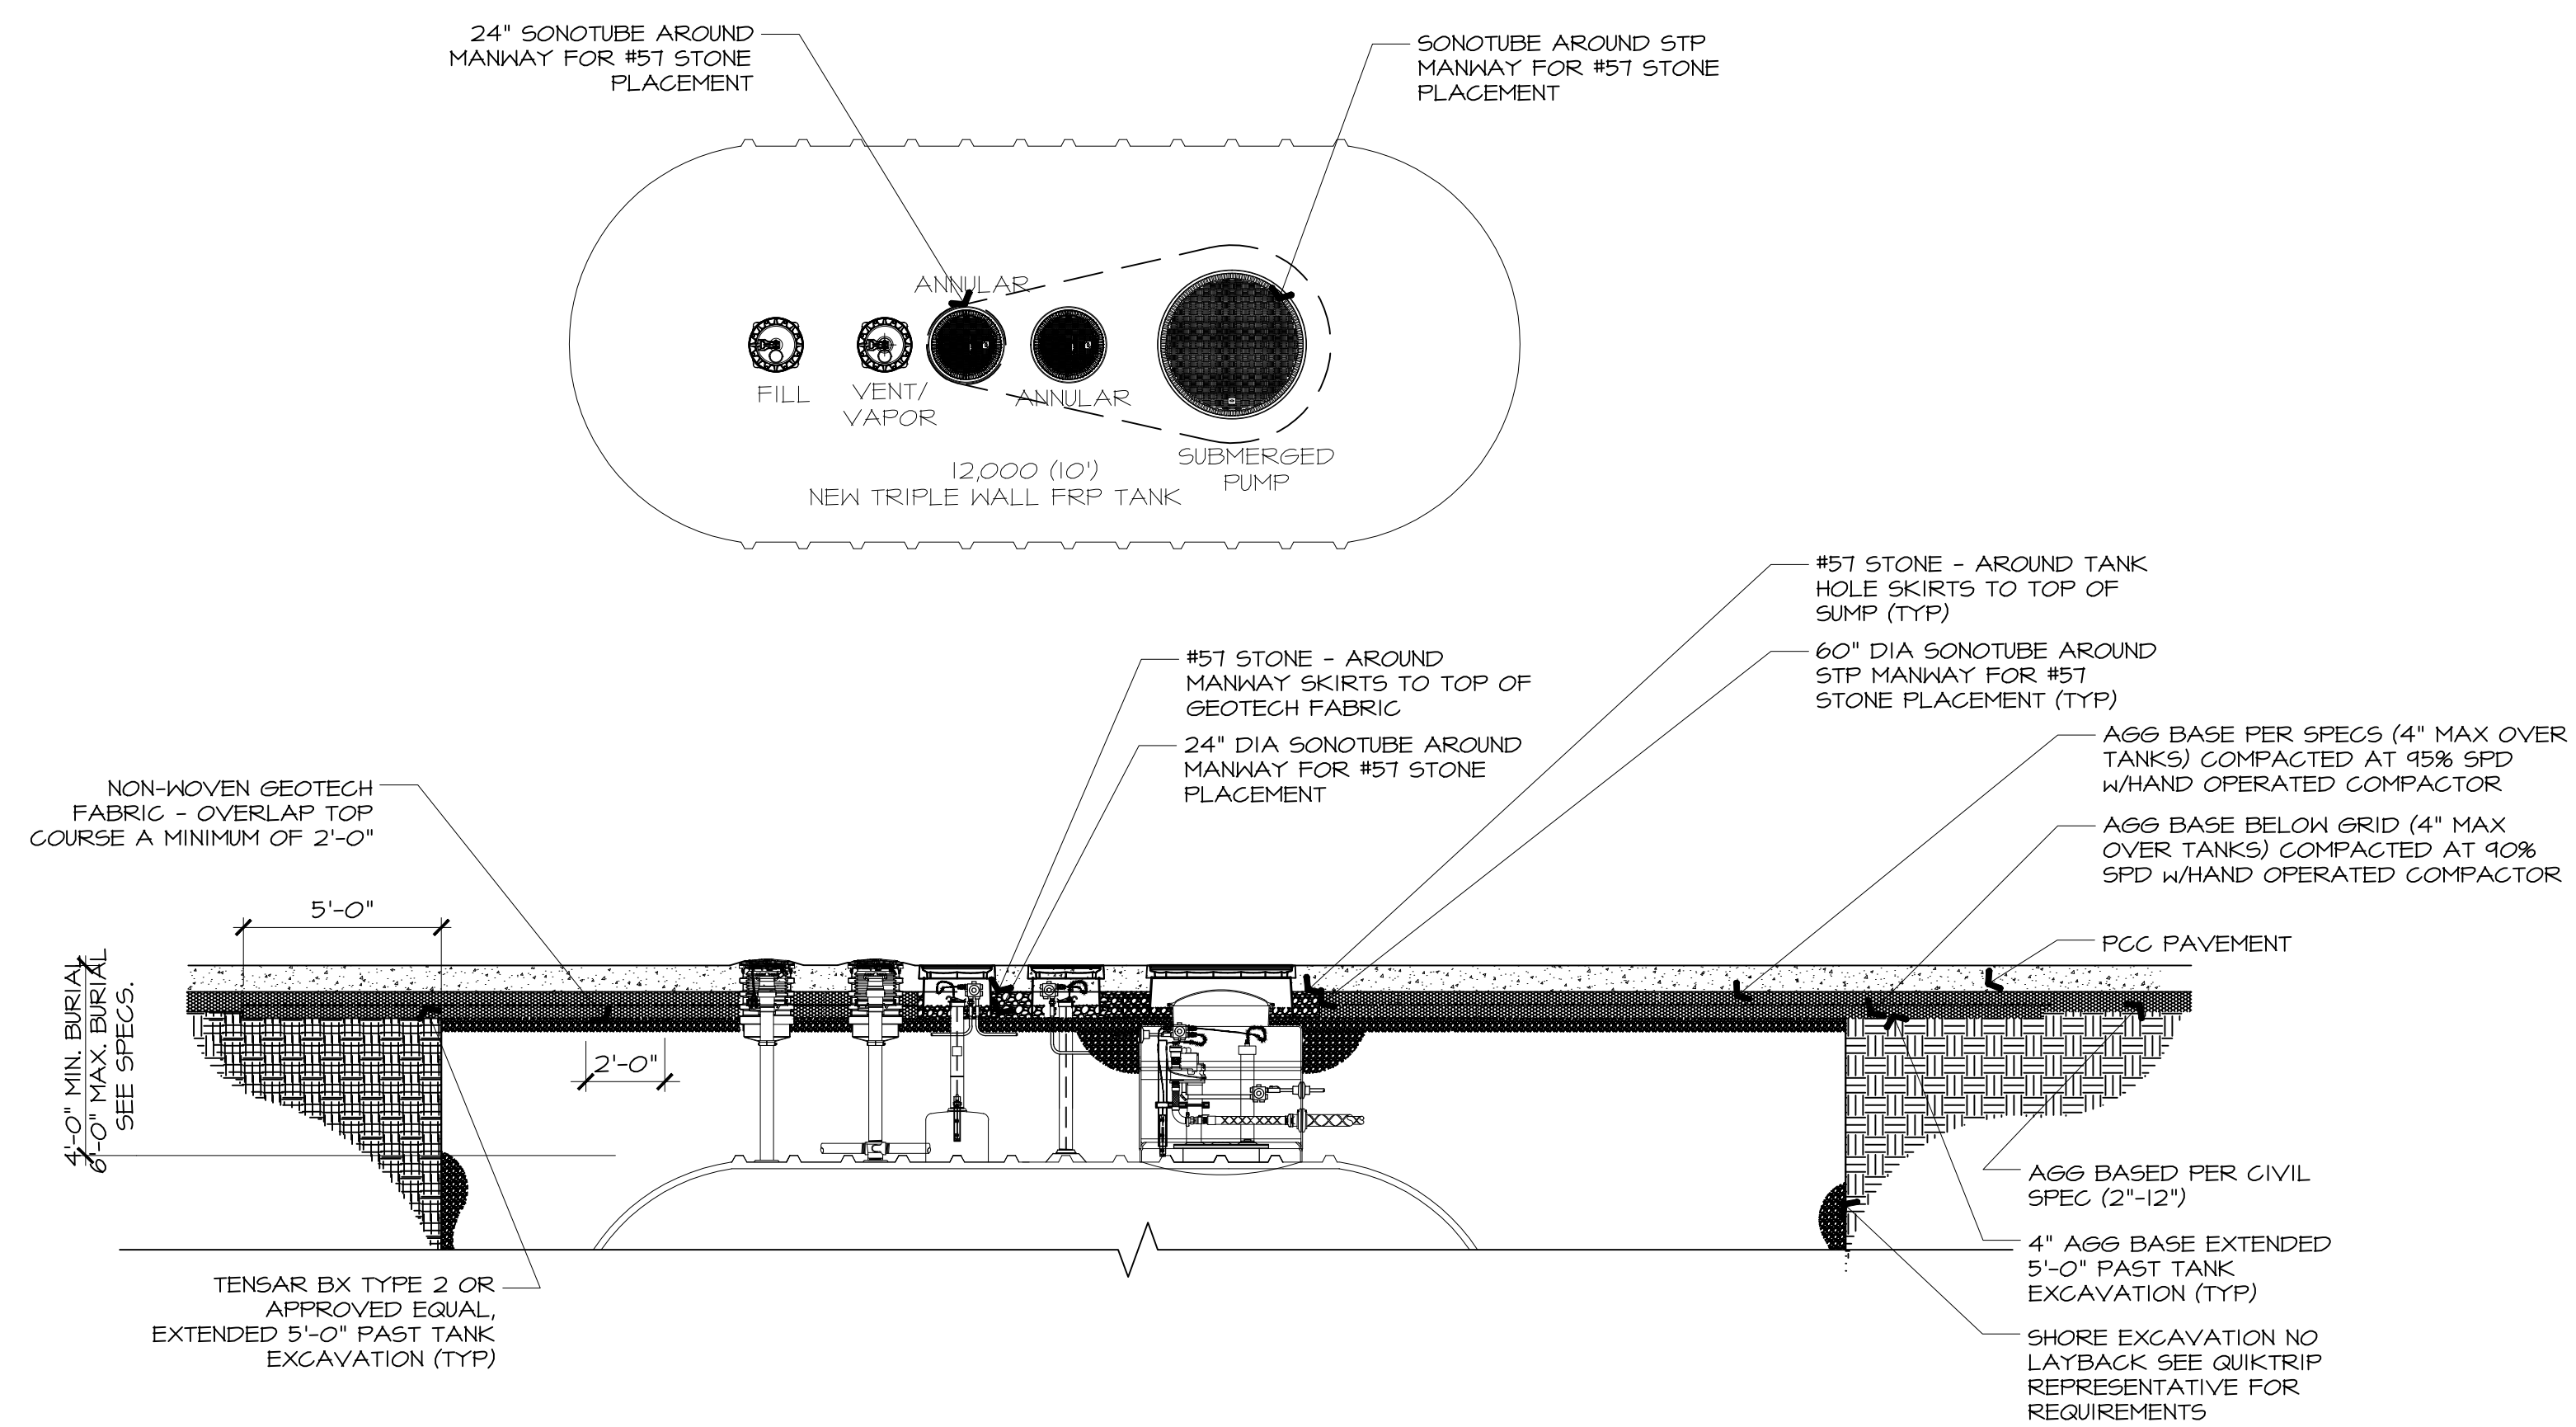 24" SONOTUBE AROUND
MANWAY FOR #57 STONE
PLACEMENT
SONOTUBE AROUND STP
MANWAY FOR #57 STONE
PLACEMENT
ANNULAR
FILL
VENT/
VAPOR
ANNULAR
SUBMERGED
PUMP
12,000 (10')
NEW TRIPLE WALL FRP TANK
#57 STONE - AROUND TANK
HOLE SKIRTS TO TOP OF
SUMP (TYP)
60" DIA SONOTUBE AROUND
STP MANWAY FOR #57
STONE PLACEMENT (TYP)
#57 STONE - AROUND
MANWAY SKIRTS TO TOP OF
GEOTECH FABRIC
24" DIA SONOTUBE AROUND
MANWAY FOR #57 STONE
PLACEMENT
AGG BASE PER SPECS (4" MAX OVER
TANKS) COMPACTED AT 95% SPD
W/HAND OPERATED COMPACTOR
AGG BASE BELOW GRID (4" MAX
OVER TANKS) COMPACTED AT 90%
SPD W/HAND OPERATED COMPACTOR
PCC PAVEMENT
NON-WOVEN GEOTECH
FABRIC - OVERLAP TOP
COURSE A MINIMUM OF 2'-0"
5'-0"
4'-0" MIN. BURIAL
6'-0" MAX. BURIAL
SEE SPECS.
2'-0"
AGG BASED PER CIVIL
SPEC (2"-12")
4" AGG BASE EXTENDED
5'-0" PAST TANK
EXCAVATION (TYP)
SHORE EXCAVATION NO
LAYBACK SEE QUIKTRIP
REPRESENTATIVE FOR
REQUIREMENTS
TENSAR BX TYPE 2 OR
APPROVED EQUAL,
EXTENDED 5'-0" PAST TANK
EXCAVATION (TYP)